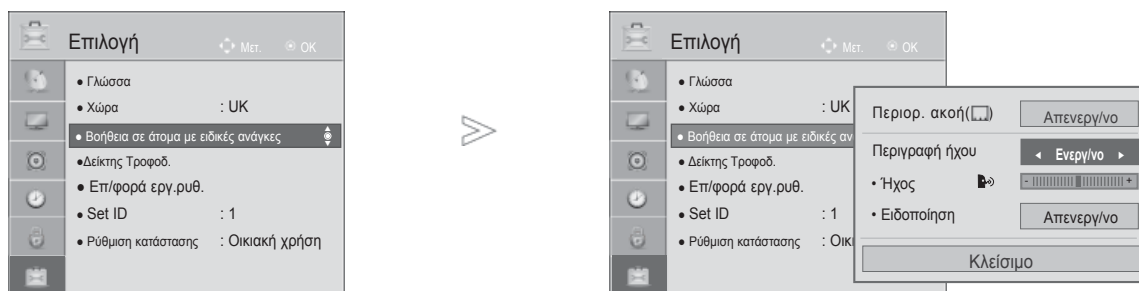 Επιλογή Μετ. OK
• Γλώσσα
• Χώρα : UK
• Βοήθεια σε άτομα με ειδικές ανάγκες
•Δείκτης Τροφοδ.
• Επ/φορά εργ.ρυθ.
• Set ID : 1
• Ρύθμιση κατάστασης : Οικιακή χρήση
Επιλογή Μετ. OK
• Γλώσσα
• Χώρα : UK
• Βοήθεια σε άτομα με ειδικές αν
• Δείκτης Τροφοδ.
• Επ/φορά εργ.ρυθ.
• Set ID : 1
• Ρύθμιση κατάστασης : Οικι
Περιορ. ακοή( ) Απενεργ/νο
Περιγραφή ήχου ◄ Ενεργ/νο ►
• Ήχος - +
• Ειδοποίηση Απενεργ/νο
Κλείσιμο